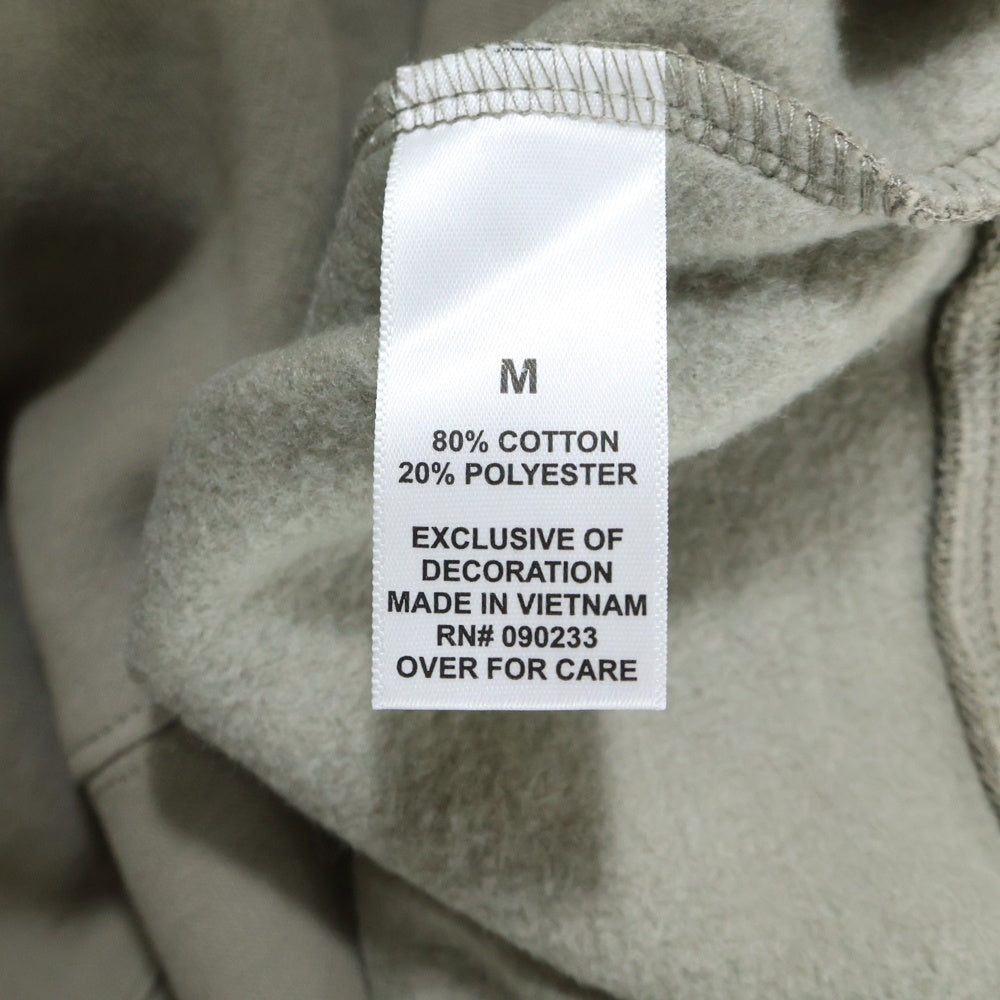 M
80% COTTON
20% POLYESTER
EXCLUSIVE OF
DECORATION
MADE IN VIETNAM
RN# 090233
OVER FOR CARE